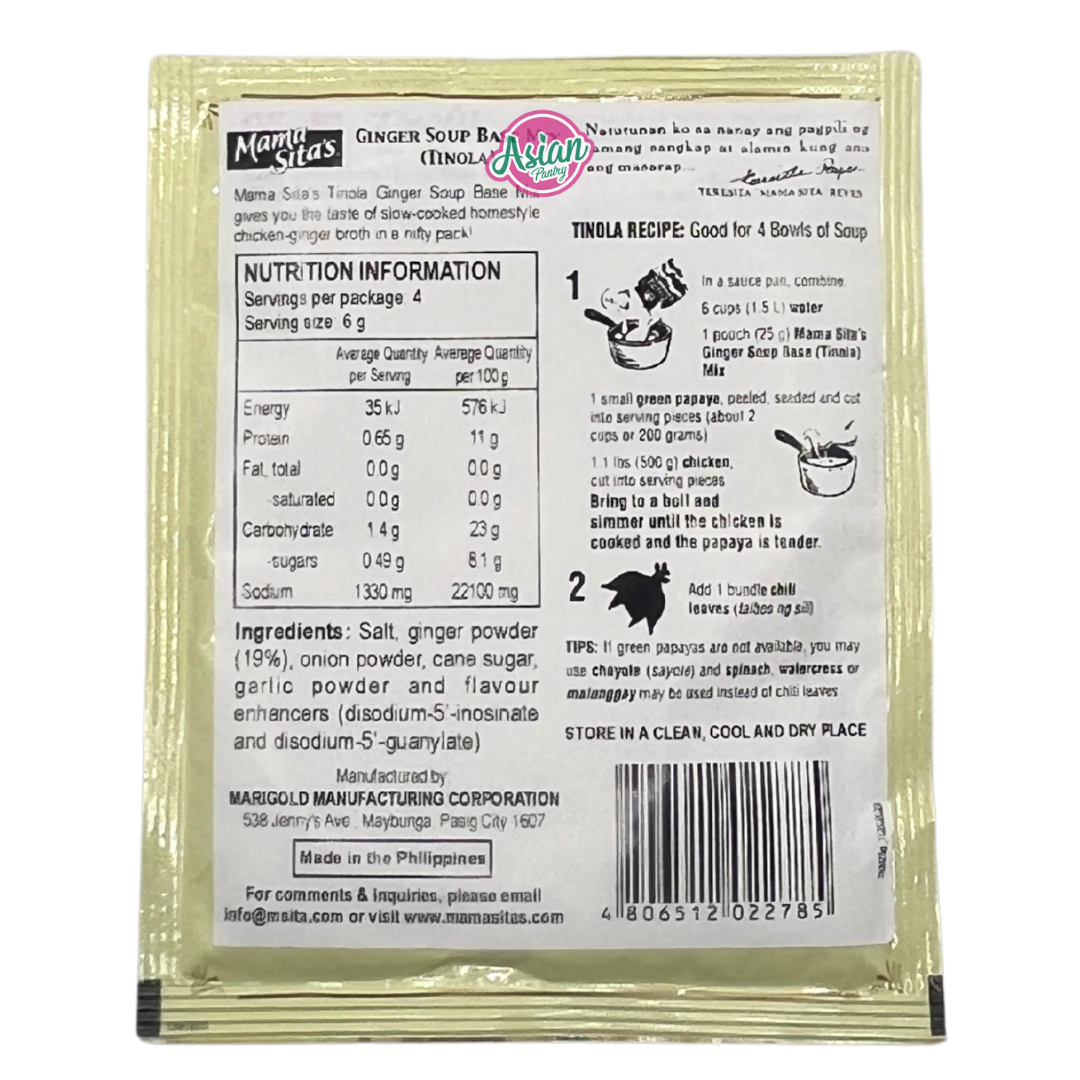 Mama Sita's
GINGER SOUP BASE MIX
(TINOLA)
Asian
Pantry
Mama Sita's Tinola Ginger Soup Base Mix
gives you the taste of slow-cooked homestyle
chicken-ginger broth in a nifty pack!
NUTRITION INFORMATION
Servings per package: 4
Serving size: 6 g
Average Quantity Average Quantity
per Serving per 100 g
Energy 35 kJ 576 kJ
Protein 0.65 g 11 g
Fat, total 0.0 g 0.0 g
-saturated 0.0 g 0.0 g
Carbohydrate 1.4 g 23 g
-sugars 0.49 g 8.1 g
Sodium 1330 mg 22100 mg
Ingredients: Salt, ginger powder
(19%), onion powder, cane sugar,
garlic powder and flavour
enhancers (disodium-5'-inosinate
and disodium-5'-guanylate)
Manufactured by:
MARIGOLD MANUFACTURING CORPORATION
538 Jenny's Ave., Maybunga, Pasig City 1607
Made in the Philippines
For comments & inquiries, please email
info@msita.com or visit www.mamasitas.com
Natutunan ko sa nanay ang pagpili ng
tamang sangkap at alamin kung ano
ang masarap...
TERESITA "MAMA SITA" REYES
TINOLA RECIPE: Good for 4 Bowls of Soup
1
In a sauce pan, combine:
6 cups (1.5 L) water
1 pouch (25 g) Mama Sita's
Ginger Soup Base (Tinola)
Mix
1 small green papaya, peeled, seeded and cut
into serving pieces (about 2
cups or 200 grams)
1.1 lbs (500 g) chicken,
cut into serving pieces
Bring to a boil and
simmer until the chicken is
cooked and the papaya is tender.
2
Add 1 bundle chili
leaves (talbos ng sili)
TIPS: If green papayas are not available, you may
use chayote (sayote) and spinach, watercress or
malunggay may be used instead of chili leaves
STORE IN A CLEAN, COOL AND DRY PLACE
4 806512 022785